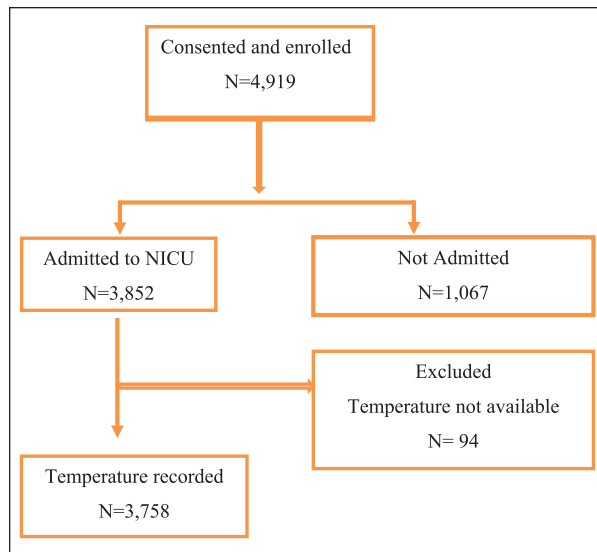 Consented and enrolled
N=4,919
Admitted to NICU
N=3,852
Not Admitted
N=1,067
Excluded
Temperature not available
N= 94
Temperature recorded
N=3,758